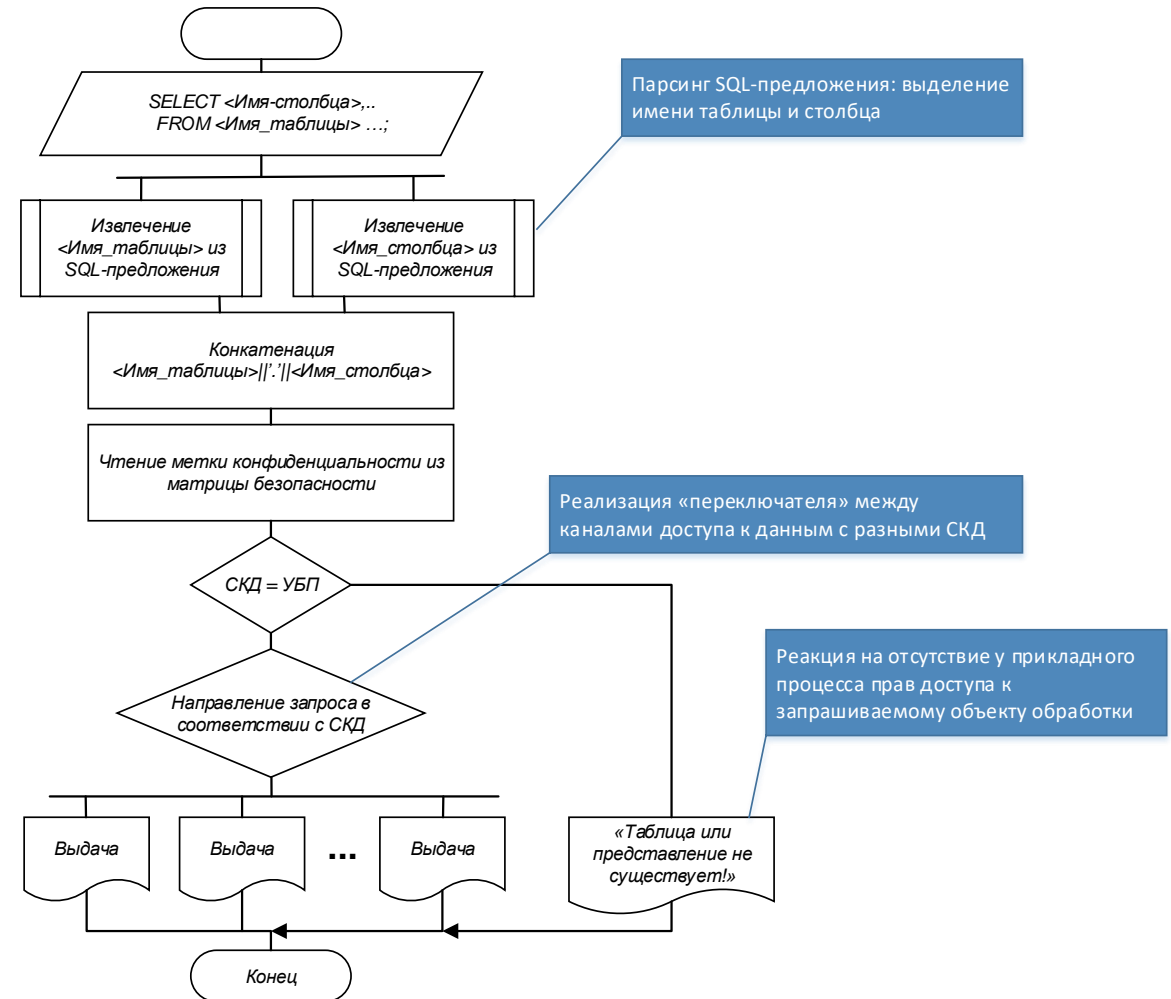 SELECT <Имя-столбца>,..
FROM <Имя_таблицы> …;
Парсинг SQL-предложения: выделение
имени таблицы и столбца
Извлечение
<Имя_таблицы> из
SQL-предложения
Извлечение
<Имя_столбца> из
SQL-предложения
Конкатенация
<Имя_таблицы>||’.’||<Имя_столбца>
Чтение метки конфиденциальности из
матрицы безопасности
Реализация «переключателя» между
каналами доступа к данным с разными СКД
СКД = УБП
Направление запроса в
соответствии с СКД
Реакция на отсутствие у прикладного
процесса прав доступа к
запрашиваемому объекту обработки
Выдача
Выдача
...
Выдача
«Таблица или
представление не
существует!»
Конец